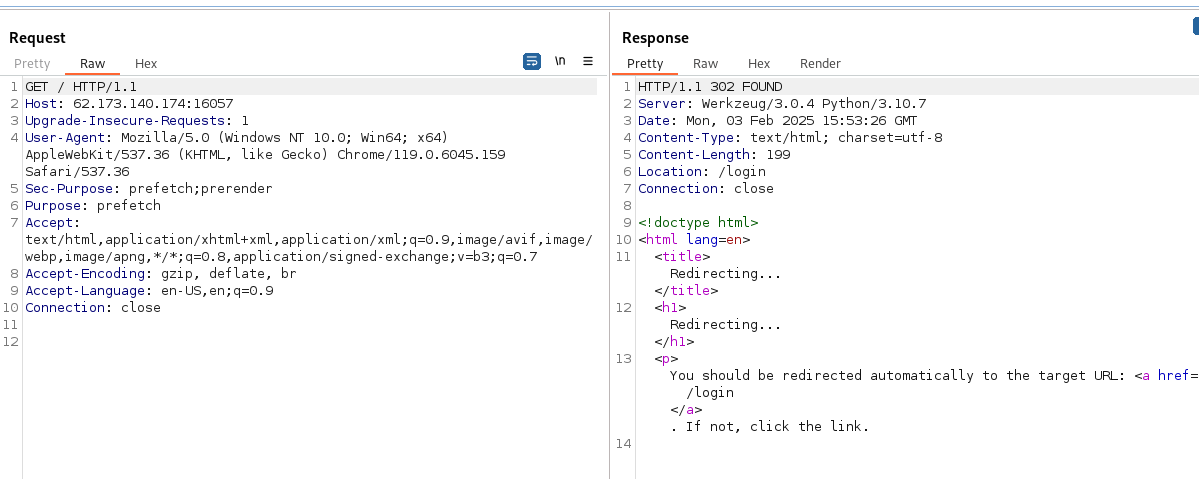 Request
Pretty Raw Hex \n ≡
1 GET / HTTP/1.1
2 Host: 62.173.140.174:16057
3 Upgrade-Insecure-Requests: 1
4 User-Agent: Mozilla/5.0 (Windows NT 10.0; Win64; x64)
AppleWebKit/537.36 (KHTML, like Gecko) Chrome/119.0.6045.159
Safari/537.36
5 Sec-Purpose: prefetch;prerender
6 Purpose: prefetch
7 Accept:
text/html,application/xhtml+xml,application/xml;q=0.9,image/avif,image/
webp,image/apng,*/*;q=0.8,application/signed-exchange;v=b3;q=0.7
8 Accept-Encoding: gzip, deflate, br
9 Accept-Language: en-US,en;q=0.9
10 Connection: close
11
12
Response
Pretty Raw Hex Render
1 HTTP/1.1 302 FOUND
2 Server: Werkzeug/3.0.4 Python/3.10.7
3 Date: Mon, 03 Feb 2025 15:53:26 GMT
4 Content-Type: text/html; charset=utf-8
5 Content-Length: 199
6 Location: /login
7 Connection: close
8
9 <!doctype html>
10 <html lang=en>
11 <title>
Redirecting...
</title>
12 <h1>
Redirecting...
</h1>
13 <p>
You should be redirected automatically to the target URL: <a href=
/login
</a>
. If not, click the link.
14